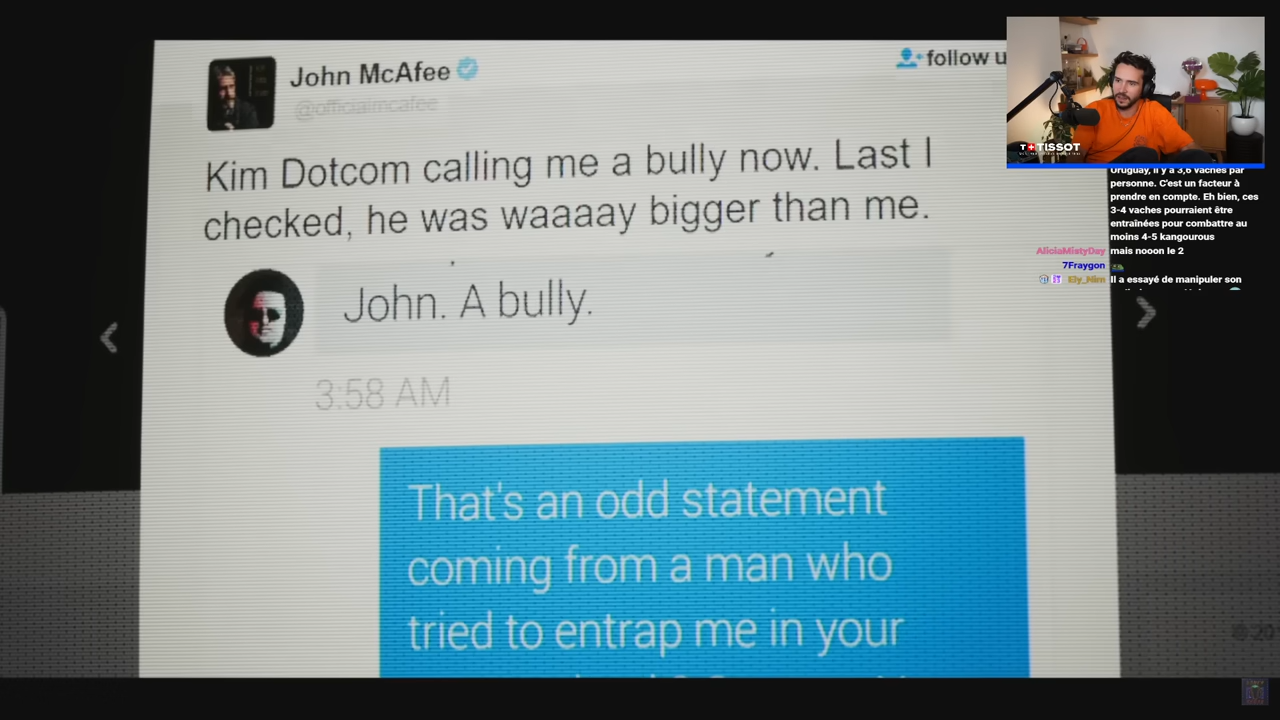 John McAfee
@officialmcafee
follow u
Kim Dotcom calling me a bully now. Last I
checked, he was waaaay bigger than me.
John. A bully.
3:58 AM
That's an odd statement
coming from a man who
tried to entrap me in your
TISSOT
Uruguay, il y a 3,6 vaches par
personne. C'est un facteur à
prendre en compte. Eh bien, ces
3-4 vaches pourraient être
entraînées pour combattre au
moins 4-5 kangourous
AliciaMistyDay mais nooon le 2
7Fraygon
Ely_Nim Il a essayé de manipuler son
20